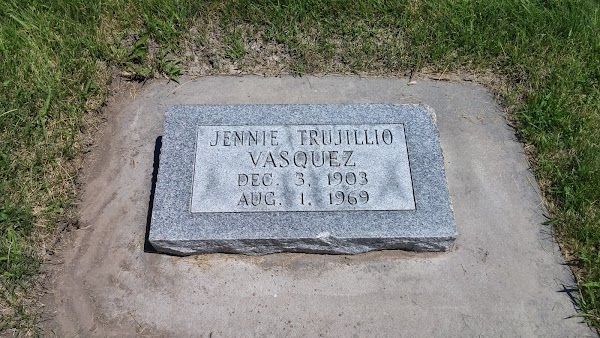 JENNIE TRUJILLIO
VASQUEZ
DEC. 3, 1903
AUG. 1, 1969